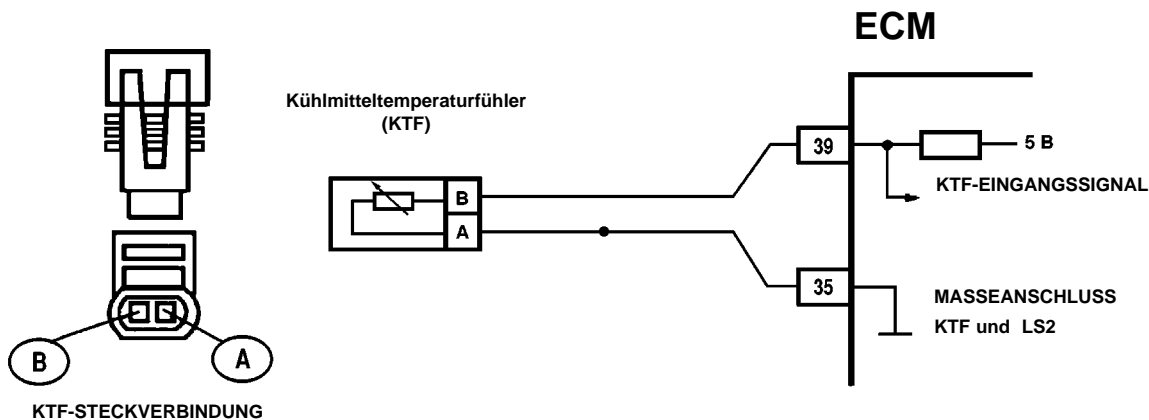 ECM
Kühlmitteltemperaturfühler
(KTF)
39
5 B
KTF-EINGANGSSIGNAL
B
A
35
MASSEANSCHLUSS
KTF und LS2
B
A
KTF-STECKVERBINDUNG